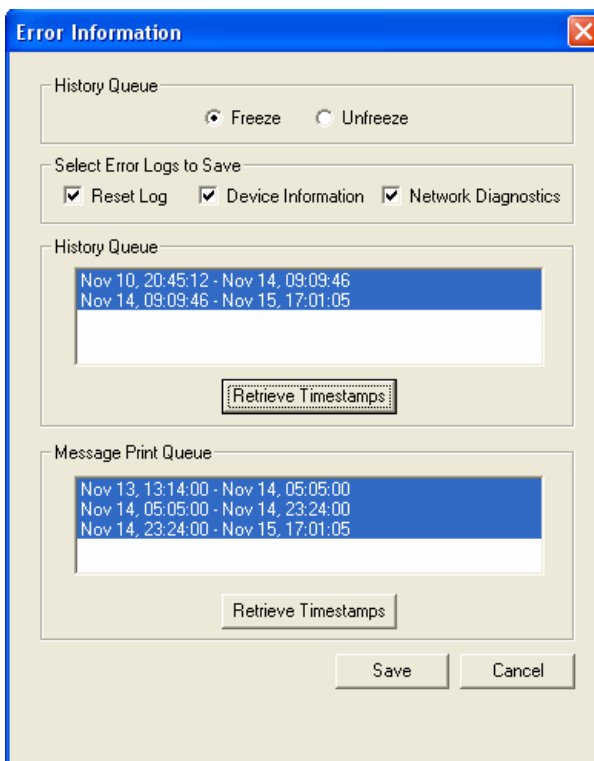 Error Information
History Queue
Freeze Unfreeze
Select Error Logs to Save
Reset Log Device Information Network Diagnostics
History Queue
Nov 10, 20:45:12 - Nov 14, 09:09:46
Nov 14, 09:09:46 - Nov 15, 17:01:05
Retrieve Timestamps
Message Print Queue
Nov 13, 13:14:00 - Nov 14, 05:05:00
Nov 14, 05:05:00 - Nov 14, 23:24:00
Nov 14, 23:24:00 - Nov 15, 17:01:05
Retrieve Timestamps
Save Cancel